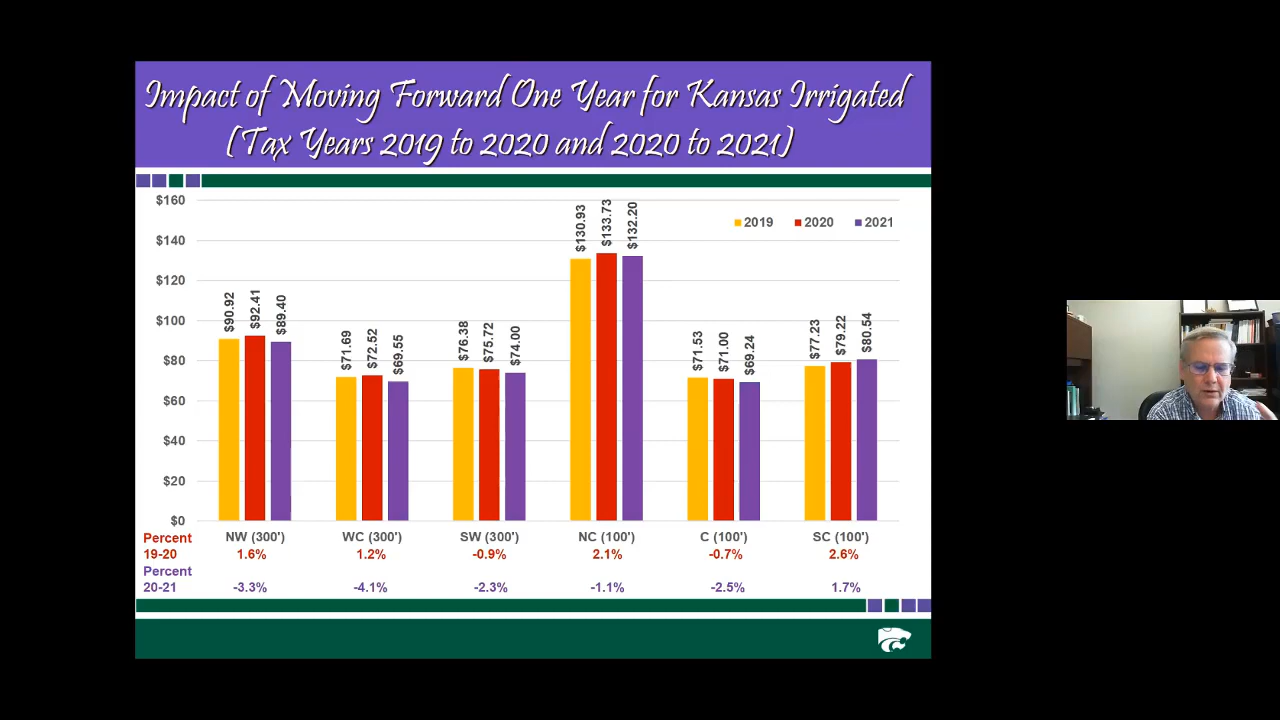 Impact of Moving Forward One Year for Kansas Irrigated
(Tax Years 2019 to 2020 and 2020 to 2021)
2019 2020 2021
$160
$140
$120
$100
$80
$60
$40
$20
$0
$90.92 $92.41 $89.40
$71.69 $72.52 $69.55
$76.38 $75.72 $74.00
$130.93 $133.73 $132.20
$71.53 $71.00 $69.24
$77.23 $79.22 $80.54
NW (300') WC (300') SW (300') NC (100') C (100') SC (100')
Percent
19-20 1.6% 1.2% -0.9% 2.1% -0.7% 2.6%
Percent
20-21 -3.3% -4.1% -2.3% -1.1% -2.5% 1.7%